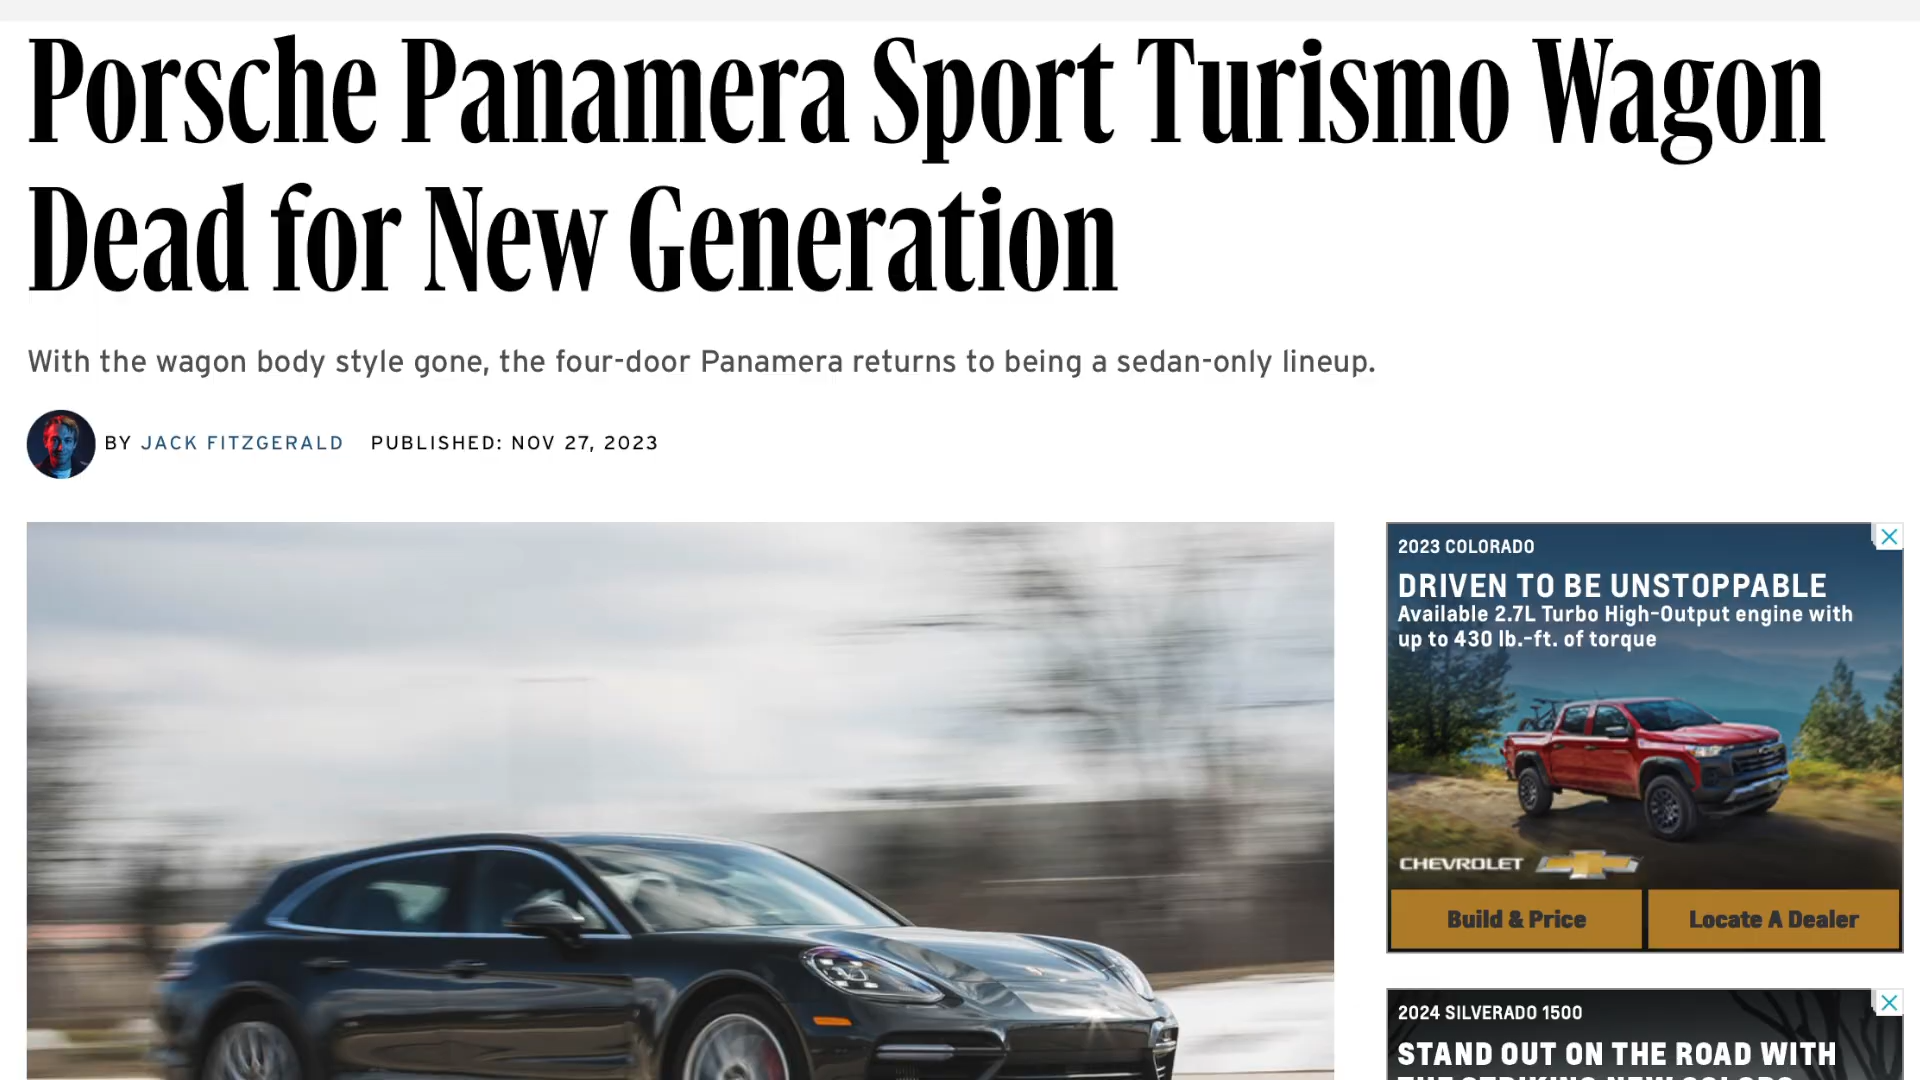 Porsche Panamera Sport Turismo Wagon
Dead for New Generation
With the wagon body style gone, the four-door Panamera returns to being a sedan-only lineup.
BY JACK FITZGERALD PUBLISHED: NOV 27, 2023
2023 COLORADO
DRIVEN TO BE UNSTOPPABLE
Available 2.7L Turbo High-Output engine with
up to 430 lb.-ft. of torque
CHEVROLET
Build & Price
Locate A Dealer
2024 SILVERADO 1500
STAND OUT ON THE ROAD WITH